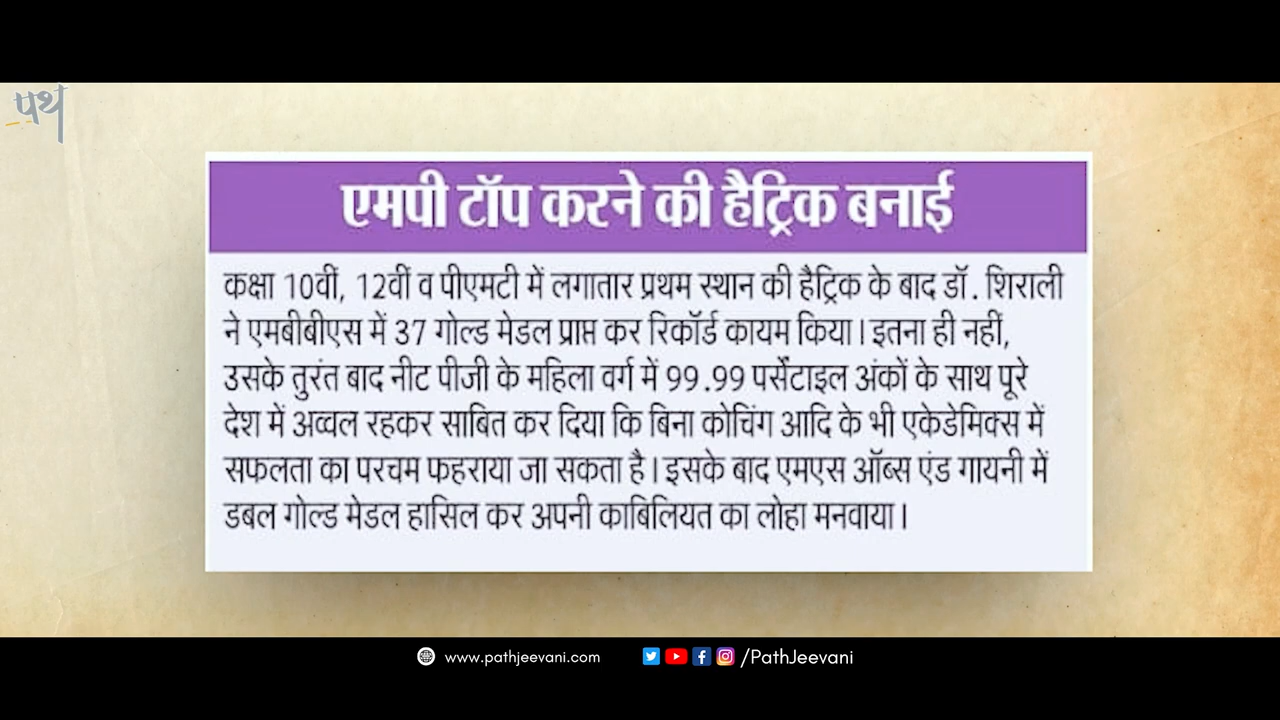 पथ
एमपी टॉप करने की हैट्रिक बनाई
कक्षा 10वीं, 12वीं व पीएमटी में लगातार प्रथम स्थान की हैट्रिक के बाद डॉ. शिराली
ने एमबीबीएस में 37 गोल्ड मेडल प्राप्त कर रिकॉर्ड कायम किया। इतना ही नहीं,
उसके तुरंत बाद नीट पीजी के महिला वर्ग में 99.99 पर्सेंटाइल अंकों के साथ पूरे
देश में अव्वल रहकर साबित कर दिया कि बिना कोचिंग आदि के भी एकेडेमिक्स में
सफलता का परचम फहराया जा सकता है। इसके बाद एमएस ऑब्स एंड गायनी में
डबल गोल्ड मेडल हासिल कर अपनी काबिलियत का लोहा मनवाया।
www.pathjeevani.com /PathJeevani